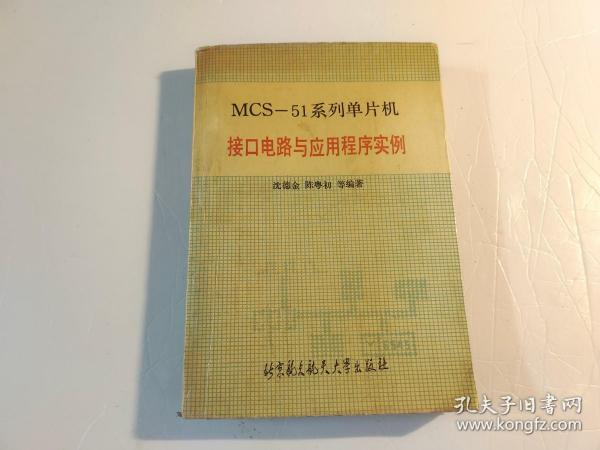 MCS－51系列单片机
接口电路与应用程序实例
沈德金 陈粤初 等编著
北京航空航天大学出版社
孔夫子旧书网
www.kongfz.com